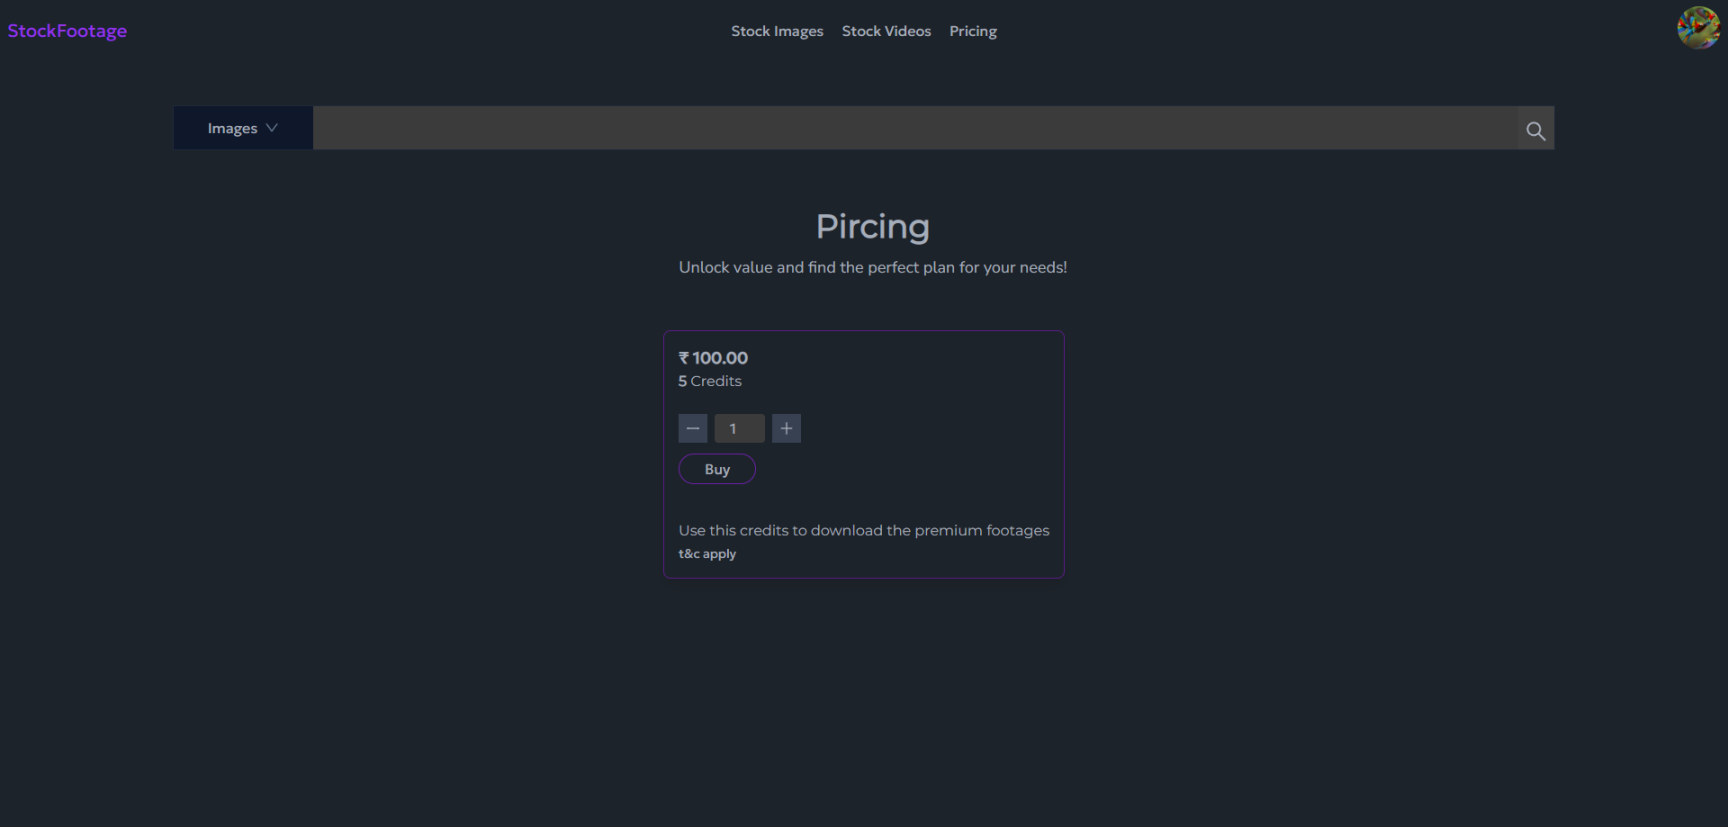 StockFootage
Stock Images
Stock Videos
Pricing
Images
Pircing
Unlock value and find the perfect plan for your needs!
₹ 100.00
5 Credits
1
Buy
Use this credits to download the premium footages
t&c apply